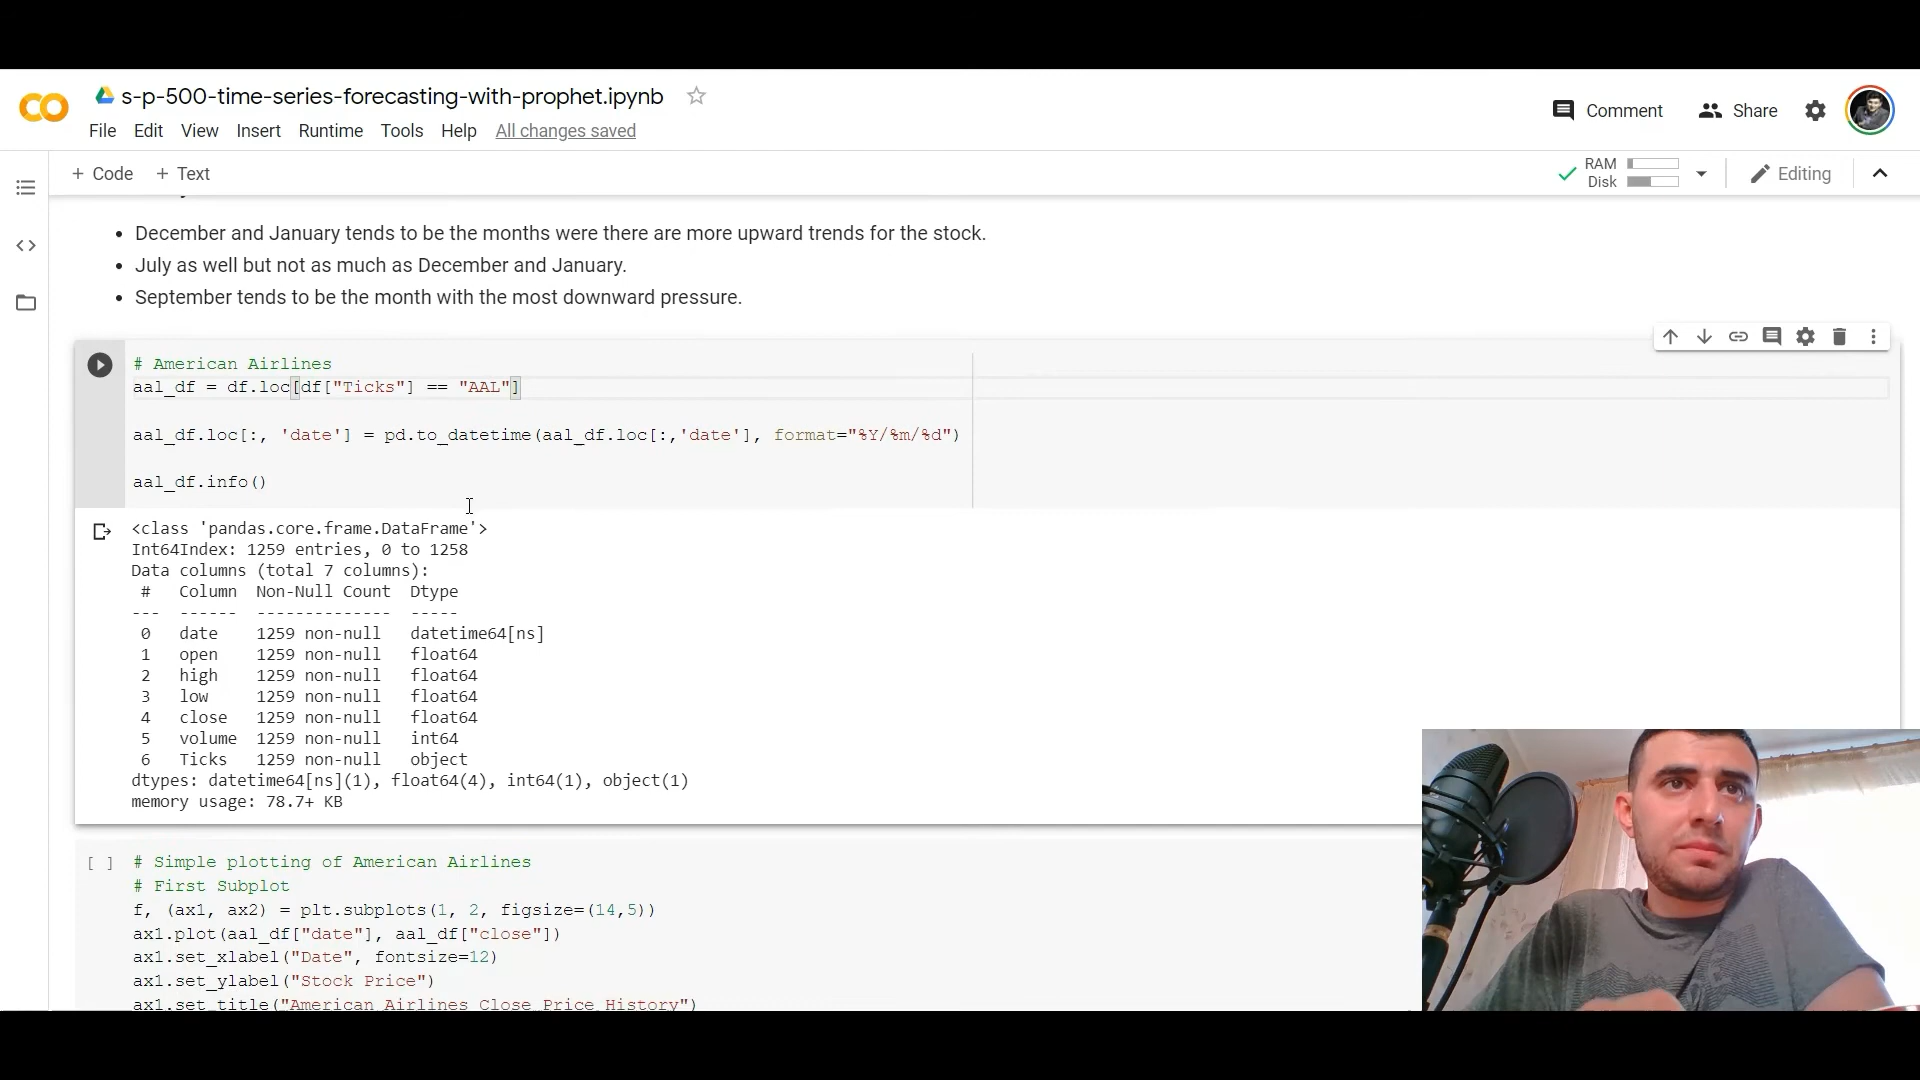 s-p-500-time-series-forecasting-with-prophet.ipynb
Comment
Share
File Edit View Insert Runtime Tools Help All changes saved
+ Code + Text
RAM
Disk
Editing
December and January tends to be the months were there are more upward trends for the stock.
July as well but not as much as December and January.
September tends to be the month with the most downward pressure.
# American Airlines
aal_df = df.loc[df["Ticks"] == "AAL"]
aal_df.loc[:, 'date'] = pd.to_datetime(aal_df.loc[:,'date'], format="%Y/%m/%d")
aal_df.info()
<class 'pandas.core.frame.DataFrame'>
Int64Index: 1259 entries, 0 to 1258
Data columns (total 7 columns):
# Column Non-Null Count Dtype
--- ------ -------------- -----
0 date 1259 non-null datetime64[ns]
1 open 1259 non-null float64
2 high 1259 non-null float64
3 low 1259 non-null float64
4 close 1259 non-null float64
5 volume 1259 non-null int64
6 Ticks 1259 non-null object
dtypes: datetime64[ns](1), float64(4), int64(1), object(1)
memory usage: 78.7+ KB
[ ] # Simple plotting of American Airlines
# First Subplot
f, (ax1, ax2) = plt.subplots(1, 2, figsize=(14,5))
ax1.plot(aal_df["date"], aal_df["close"])
ax1.set_xlabel("Date", fontsize=12)
ax1.set_ylabel("Stock Price")
ax1.set_title("American Airlines Close Price History")